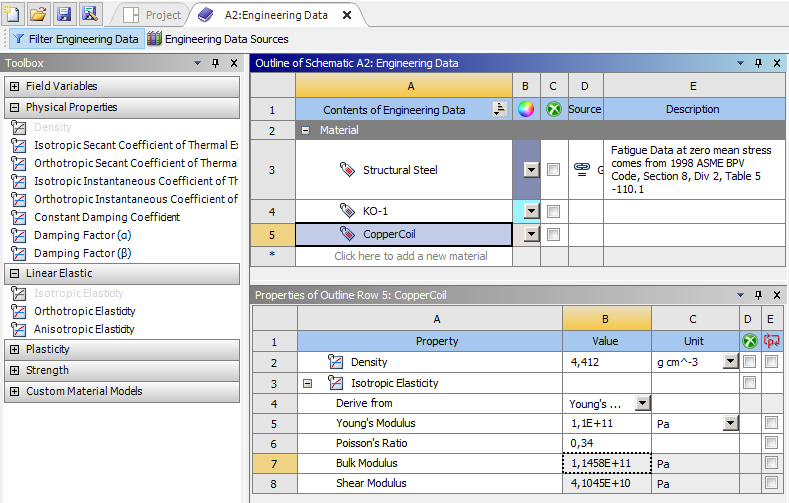 Project
A2:Engineering Data
Filter Engineering Data
Engineering Data Sources
Toolbox
Field Variables
Physical Properties
Density
Isotropic Secant Coefficient of Thermal Ex
Orthotropic Secant Coefficient of Thermal
Isotropic Instantaneous Coefficient of Th
Orthotropic Instantaneous Coefficient of
Constant Damping Coefficient
Damping Factor (α)
Damping Factor (β)
Linear Elastic
Isotropic Elasticity
Orthotropic Elasticity
Anisotropic Elasticity
Plasticity
Strength
Custom Material Models
Outline of Schematic A2: Engineering Data
A B C D E
1 Contents of Engineering Data Source Description
2 Material
3 Structural Steel G
Fatigue Data at zero mean stress
comes from 1998 ASME BPV
Code, Section 8, Div 2, Table 5
-110.1
4 KO-1
5 CopperCoil
* Click here to add a new material
Properties of Outline Row 5: CopperCoil
A B C D E
1 Property Value Unit
2 Density 4,412 g cm^-3
3 Isotropic Elasticity
4 Derive from Young's ...
5 Young's Modulus 1,1E+11 Pa
6 Poisson's Ratio 0,34
7 Bulk Modulus 1,1458E+11 Pa
8 Shear Modulus 4,1045E+10 Pa